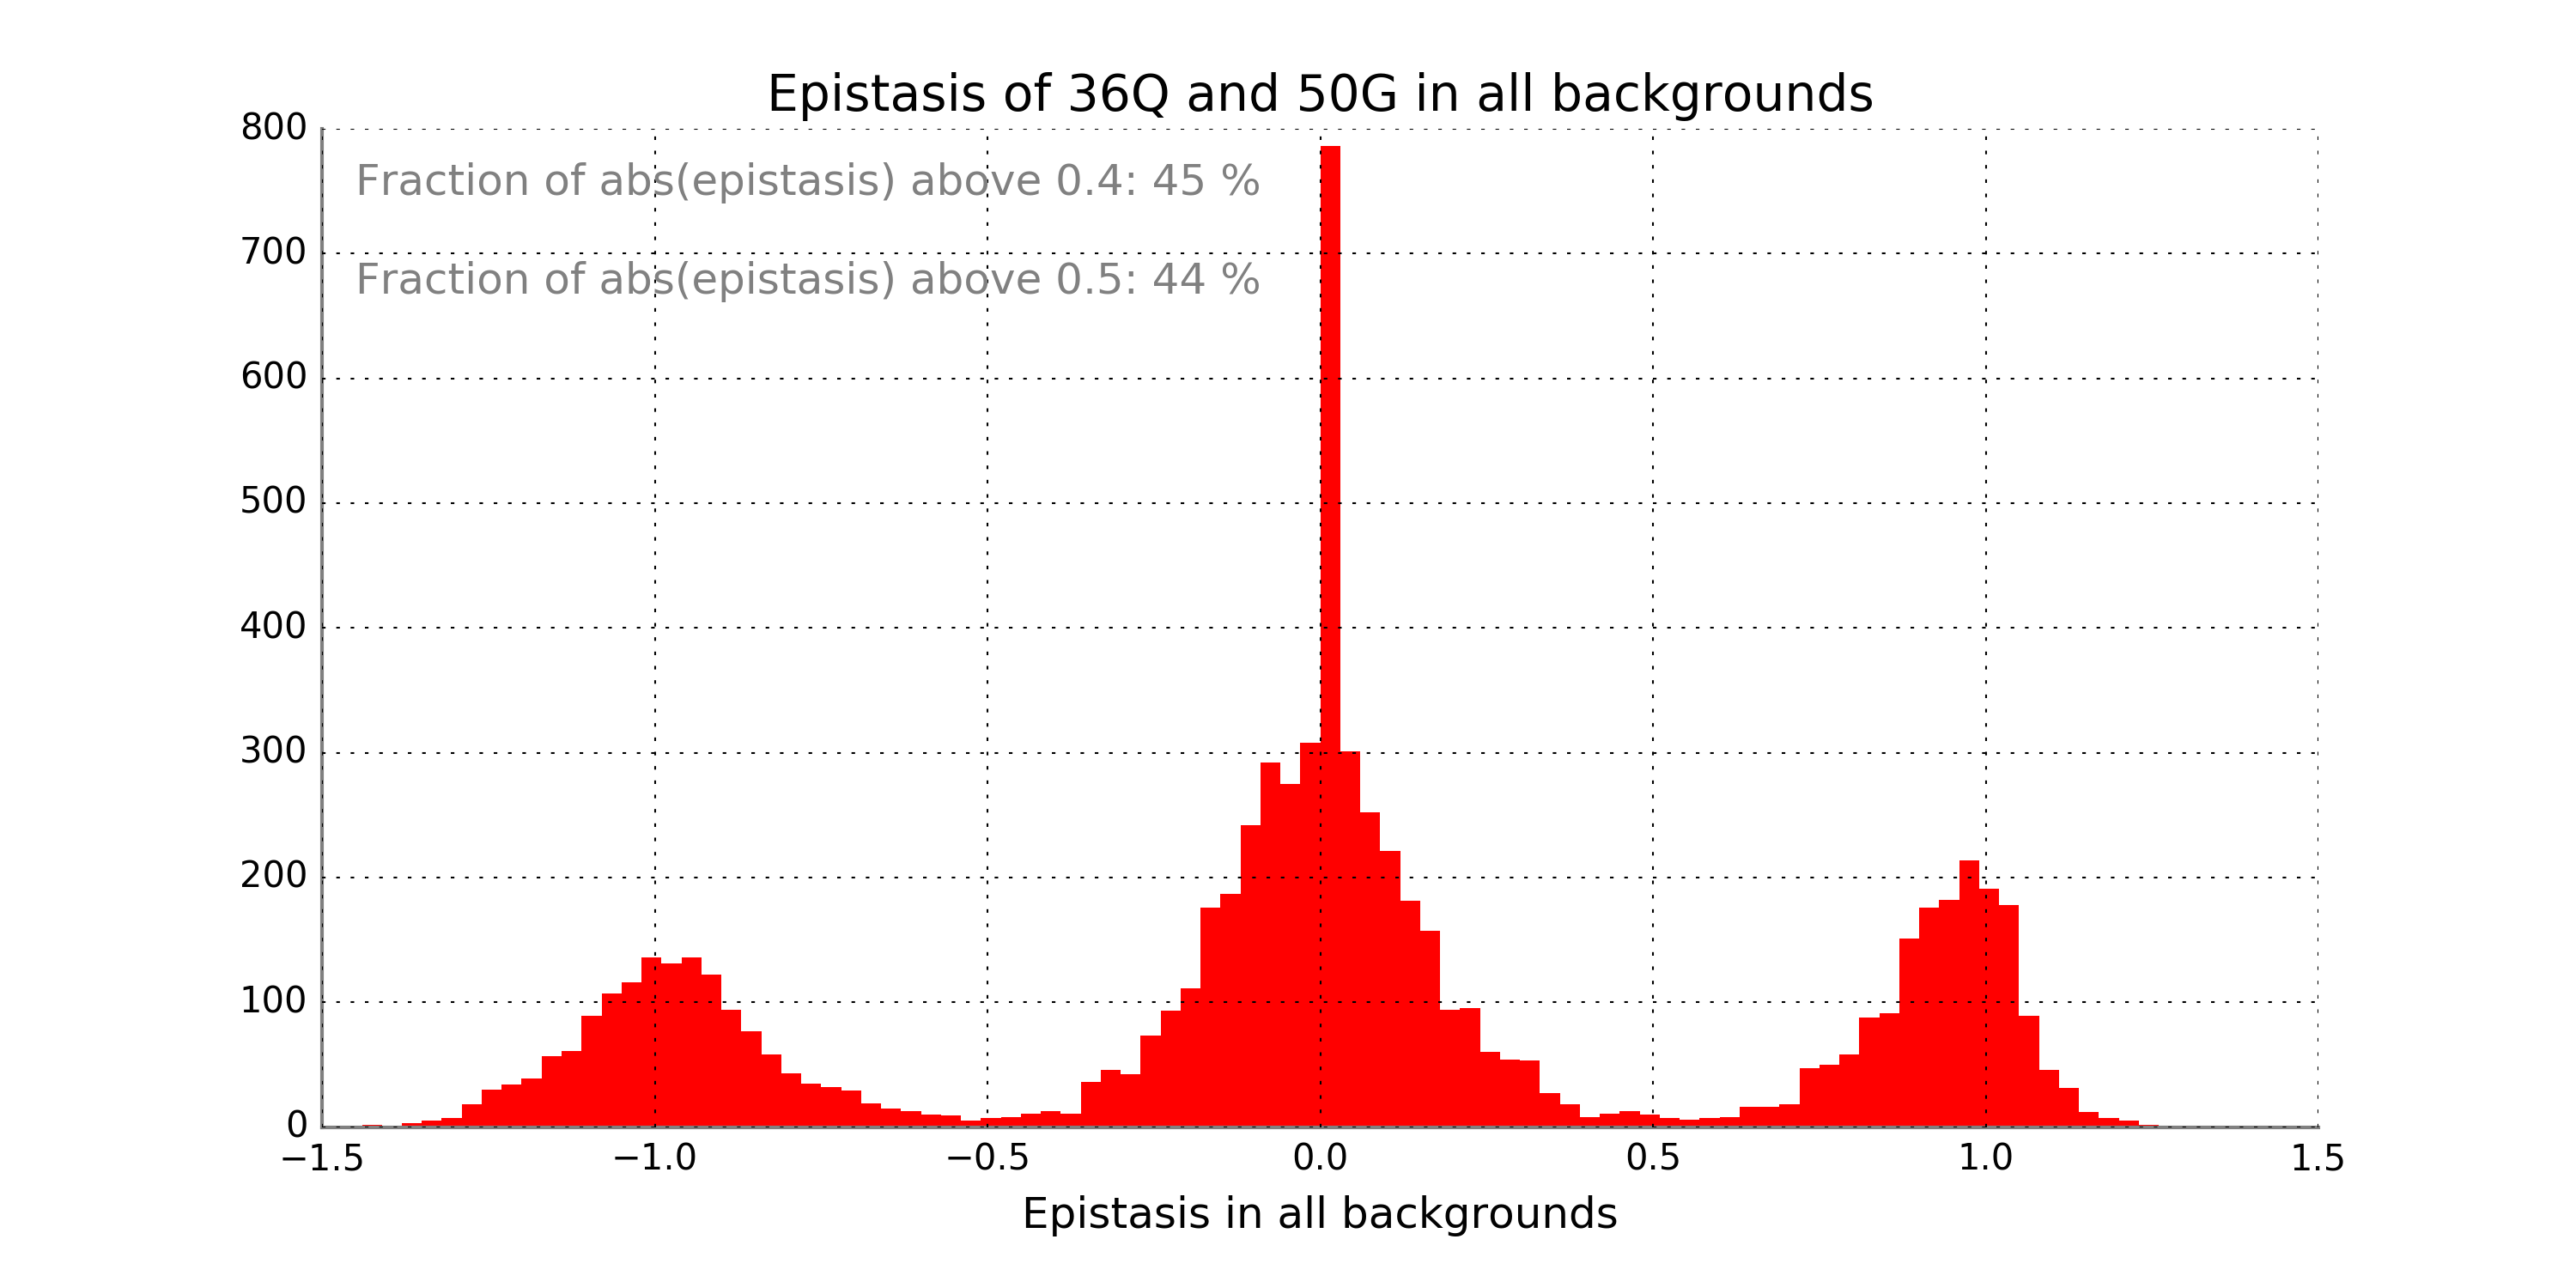 Epistasis of 36Q and 50G in all backgrounds
800
Fraction of abs(epistasis) above 0.4: 45 %
700
Fraction of abs(epistasis) above 0.5: 44 %
600
500
400
300
200
100
0
−1.5 −1.0 −0.5 0.0 0.5 1.0 1.5
Epistasis in all backgrounds